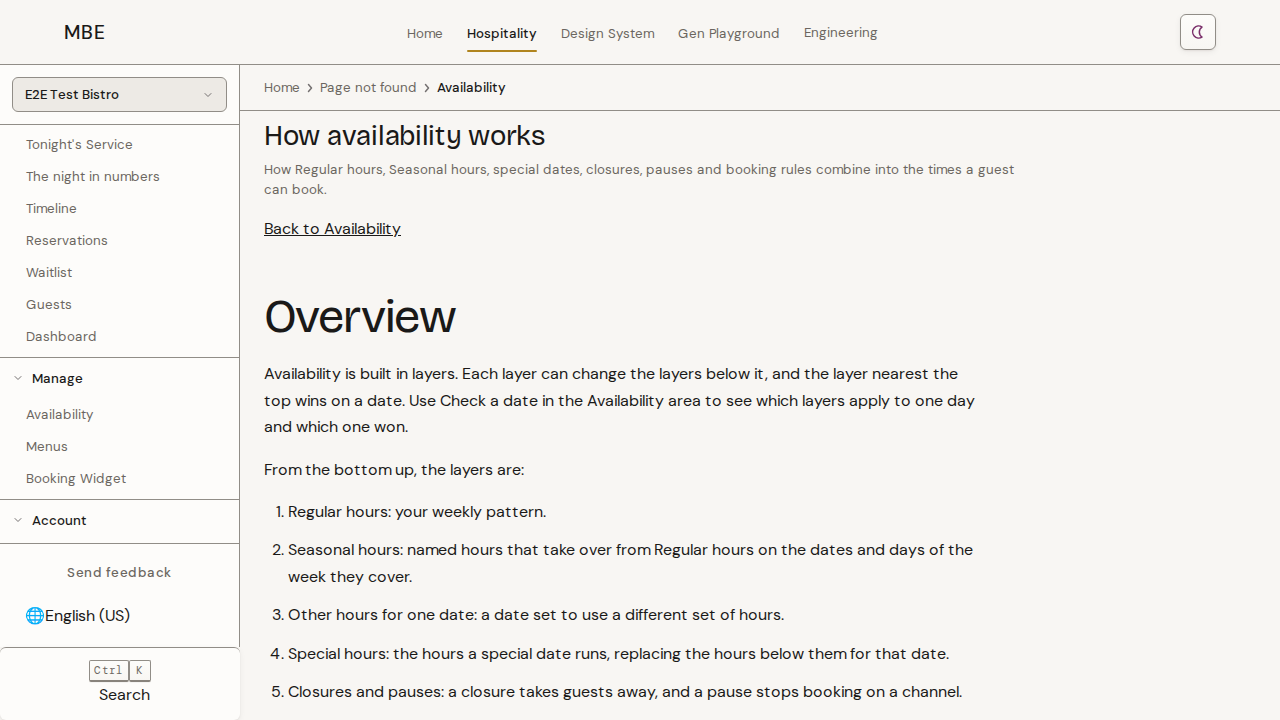 MBE
Home
Hospitality
Design System
Gen Playground
Engineering
E2E Test Bistro
Tonight's Service
The night in numbers
Timeline
Reservations
Waitlist
Guests
Dashboard
Manage
Availability
Menus
Booking Widget
Account
Send feedback
English (US)
Ctrl K
Search
Home > Page not found > Availability
How availability works
How Regular hours, Seasonal hours, special dates, closures, pauses and booking rules combine into the times a guest
can book.
Back to Availability
Overview
Availability is built in layers. Each layer can change the layers below it, and the layer nearest the
top wins on a date. Use Check a date in the Availability area to see which layers apply to one day
and which one won.
From the bottom up, the layers are:
1. Regular hours: your weekly pattern.
2. Seasonal hours: named hours that take over from Regular hours on the dates and days of the
week they cover.
3. Other hours for one date: a date set to use a different set of hours.
4. Special hours: the hours a special date runs, replacing the hours below them for that date.
5. Closures and pauses: a closure takes guests away, and a pause stops booking on a channel.